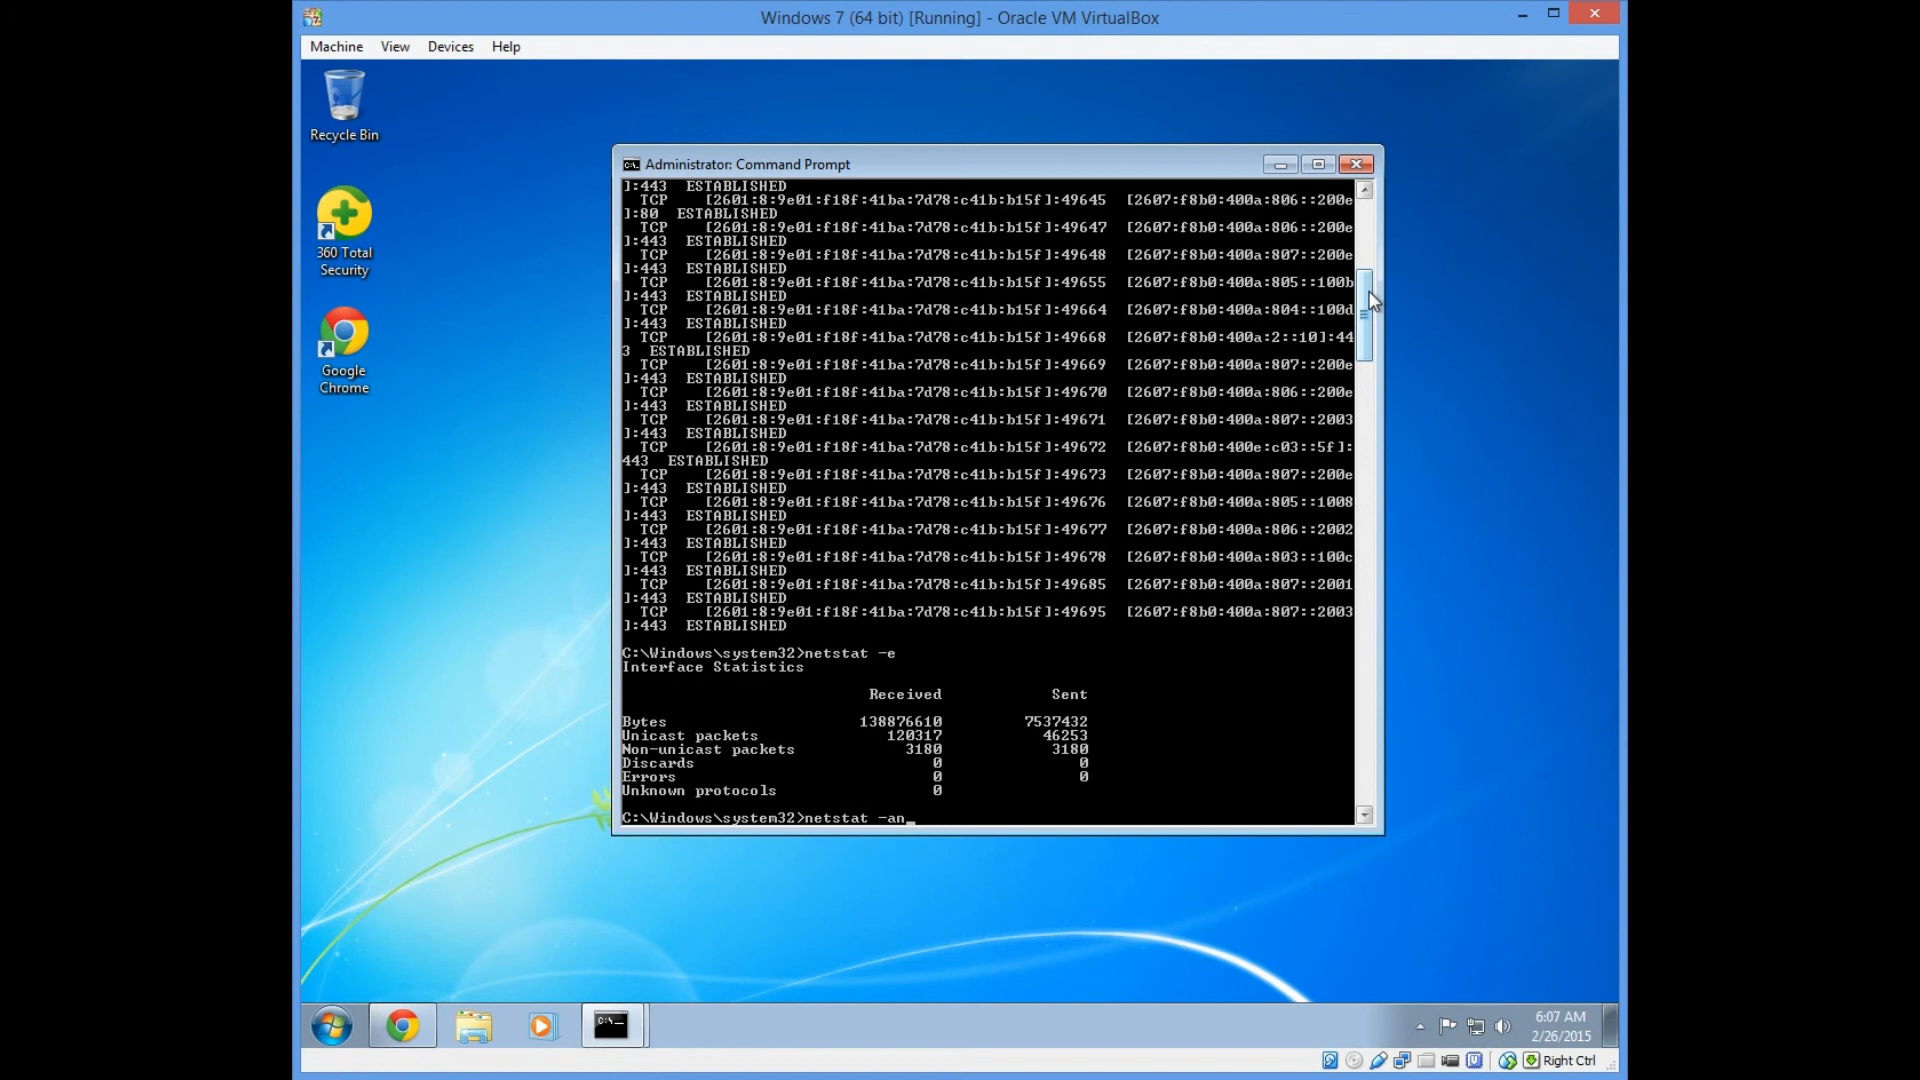 Windows 7 (64 bit) [Running] - Oracle VM VirtualBox
Machine View Devices Help
Recycle Bin
360 Total
Security
Google
Chrome
Administrator: Command Prompt
]:443  ESTABLISHED
  TCP    [2601:8:9e01:f18f:41ba:7d78:c41b:b15f]:49645  [2607:f8b0:400a:806::200e
]:80  ESTABLISHED
  TCP    [2601:8:9e01:f18f:41ba:7d78:c41b:b15f]:49647  [2607:f8b0:400a:806::200e
]:443  ESTABLISHED
  TCP    [2601:8:9e01:f18f:41ba:7d78:c41b:b15f]:49648  [2607:f8b0:400a:807::200e
]:443  ESTABLISHED
  TCP    [2601:8:9e01:f18f:41ba:7d78:c41b:b15f]:49655  [2607:f8b0:400a:805::100b
]:443  ESTABLISHED
  TCP    [2601:8:9e01:f18f:41ba:7d78:c41b:b15f]:49664  [2607:f8b0:400a:804::100d
]:443  ESTABLISHED
  TCP    [2601:8:9e01:f18f:41ba:7d78:c41b:b15f]:49668  [2607:f8b0:400a:2::10]:44
3  ESTABLISHED
  TCP    [2601:8:9e01:f18f:41ba:7d78:c41b:b15f]:49669  [2607:f8b0:400a:807::200e
]:443  ESTABLISHED
  TCP    [2601:8:9e01:f18f:41ba:7d78:c41b:b15f]:49670  [2607:f8b0:400a:806::200e
]:443  ESTABLISHED
  TCP    [2601:8:9e01:f18f:41ba:7d78:c41b:b15f]:49671  [2607:f8b0:400a:807::2003
]:443  ESTABLISHED
  TCP    [2601:8:9e01:f18f:41ba:7d78:c41b:b15f]:49672  [2607:f8b0:400e:c03::5f]:
443  ESTABLISHED
  TCP    [2601:8:9e01:f18f:41ba:7d78:c41b:b15f]:49673  [2607:f8b0:400a:807::200e
]:443  ESTABLISHED
  TCP    [2601:8:9e01:f18f:41ba:7d78:c41b:b15f]:49676  [2607:f8b0:400a:805::1008
]:443  ESTABLISHED
  TCP    [2601:8:9e01:f18f:41ba:7d78:c41b:b15f]:49677  [2607:f8b0:400a:806::2002
]:443  ESTABLISHED
  TCP    [2601:8:9e01:f18f:41ba:7d78:c41b:b15f]:49678  [2607:f8b0:400a:803::100c
]:443  ESTABLISHED
  TCP    [2601:8:9e01:f18f:41ba:7d78:c41b:b15f]:49685  [2607:f8b0:400a:807::2001
]:443  ESTABLISHED
  TCP    [2601:8:9e01:f18f:41ba:7d78:c41b:b15f]:49695  [2607:f8b0:400a:807::2003
]:443  ESTABLISHED
C:\Windows\system32>netstat -e
Interface Statistics
Received Sent
Bytes 138876610 7537432
Unicast packets 120317 46253
Non-unicast packets 3180 3180
Discards 0 0
Errors 0 0
Unknown protocols 0
C:\Windows\system32>netstat -an_
6:07 AM
2/26/2015
Right Ctrl